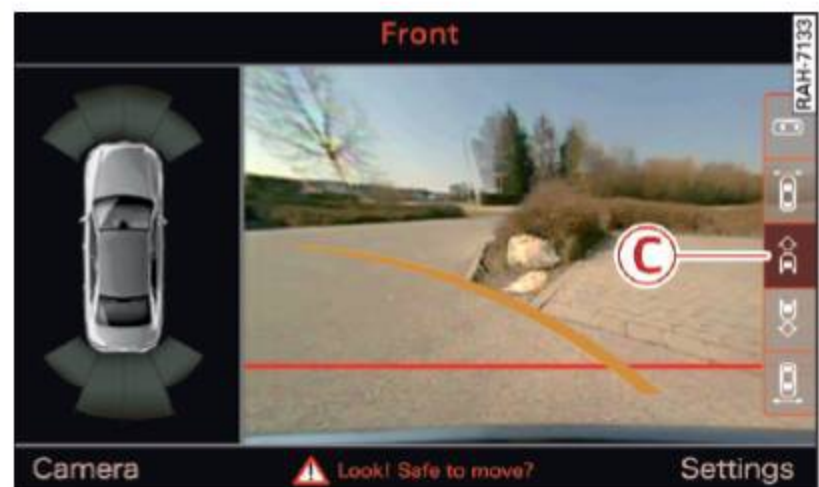 Front
RAH-7133
C
Camera
Look! Safe to move?
Settings